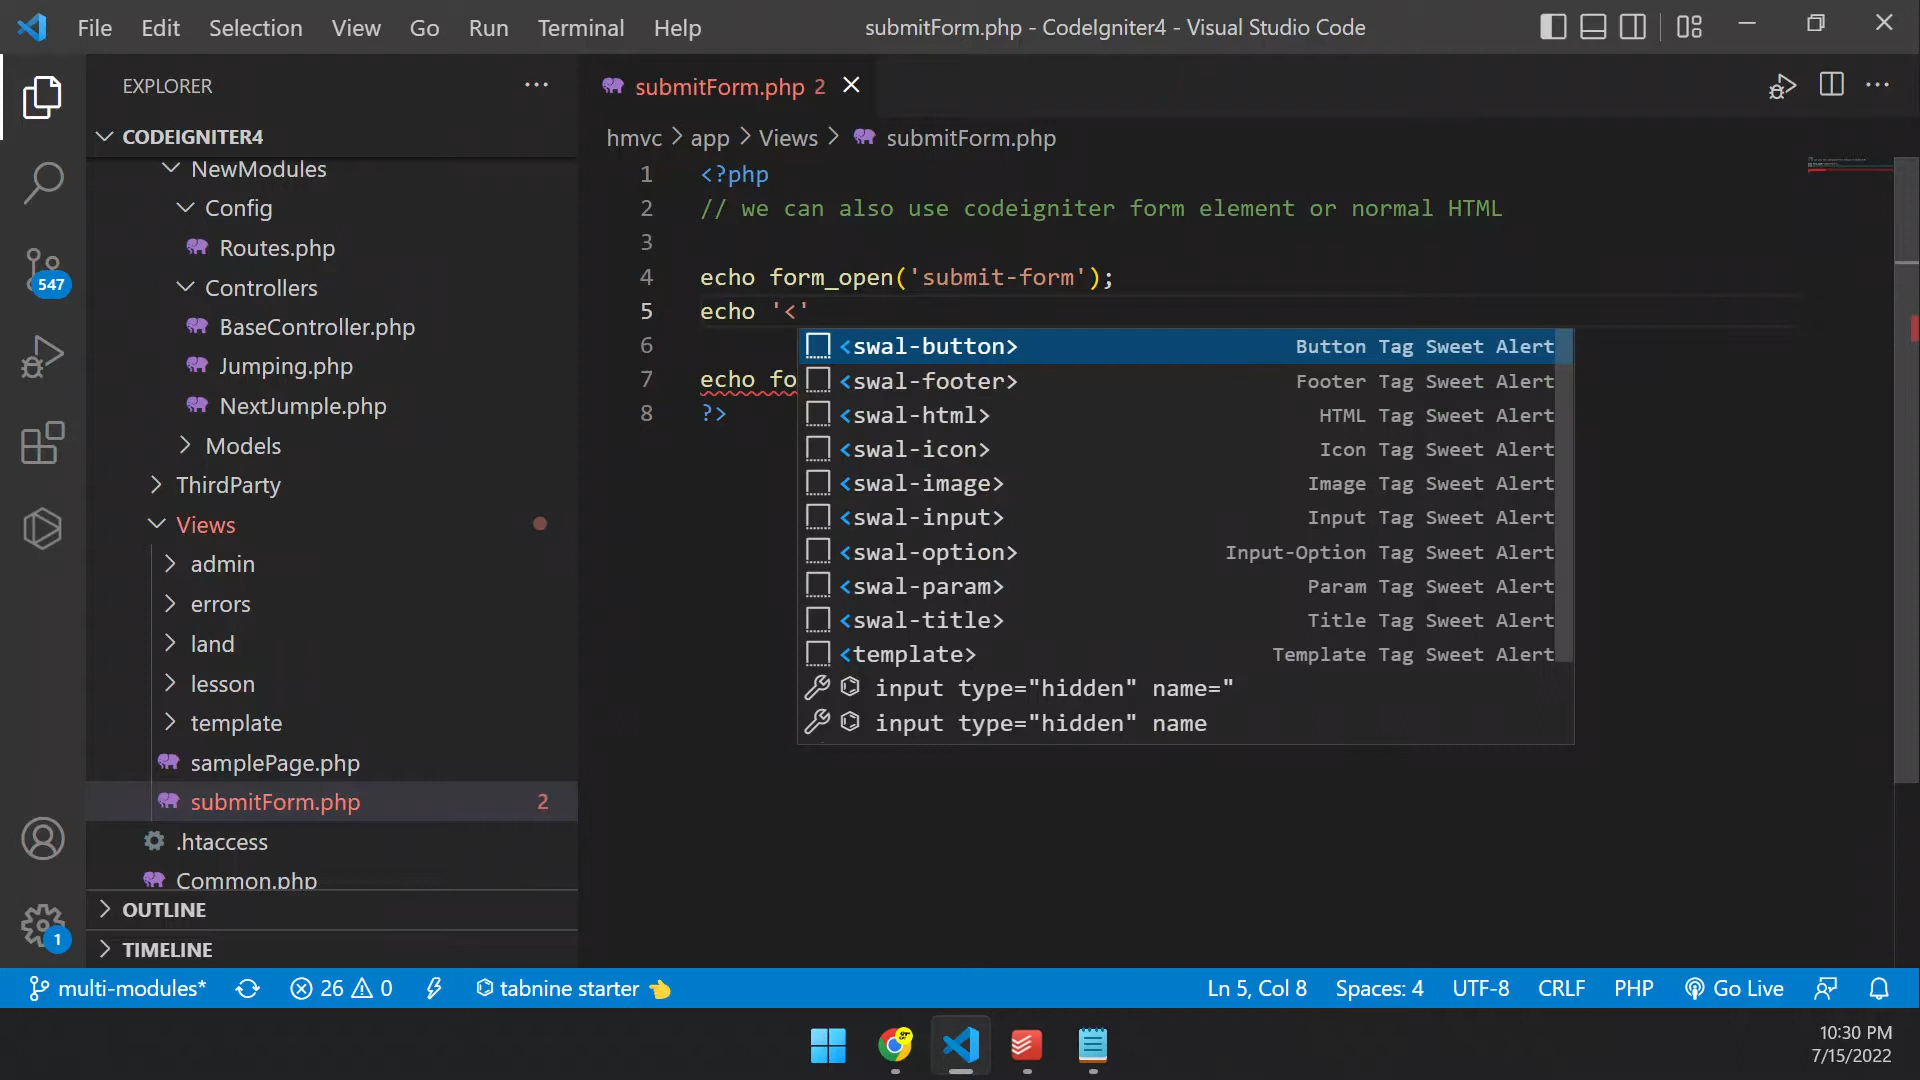 File Edit Selection View Go Run Terminal Help submitForm.php - CodeIgniter4 - Visual Studio Code
EXPLORER
CODEIGNITER4
NewModules
Config
Routes.php
Controllers
BaseController.php
Jumping.php
NextJumple.php
Models
ThirdParty
Views
admin
errors
land
lesson
template
samplePage.php
submitForm.php 2
.htaccess
Common.php
OUTLINE
TIMELINE
547
1
submitForm.php 2
hmvc > app > Views > submitForm.php
1 <?php
2 // we can also use codeigniter form element or normal HTML
3
4 echo form_open('submit-form');
5 echo '<'
6
7 echo fo
8 ?>
<swal-button> Button Tag Sweet Alert
<swal-footer> Footer Tag Sweet Alert
<swal-html> HTML Tag Sweet Alert
<swal-icon> Icon Tag Sweet Alert
<swal-image> Image Tag Sweet Alert
<swal-input> Input Tag Sweet Alert
<swal-option> Input-Option Tag Sweet Alert
<swal-param> Param Tag Sweet Alert
<swal-title> Title Tag Sweet Alert
<template> Template Tag Sweet Alert
input type="hidden" name="
input type="hidden" name
multi-modules* 26 0 tabnine starter Ln 5, Col 8 Spaces: 4 UTF-8 CRLF PHP Go Live
10:30 PM
7/15/2022